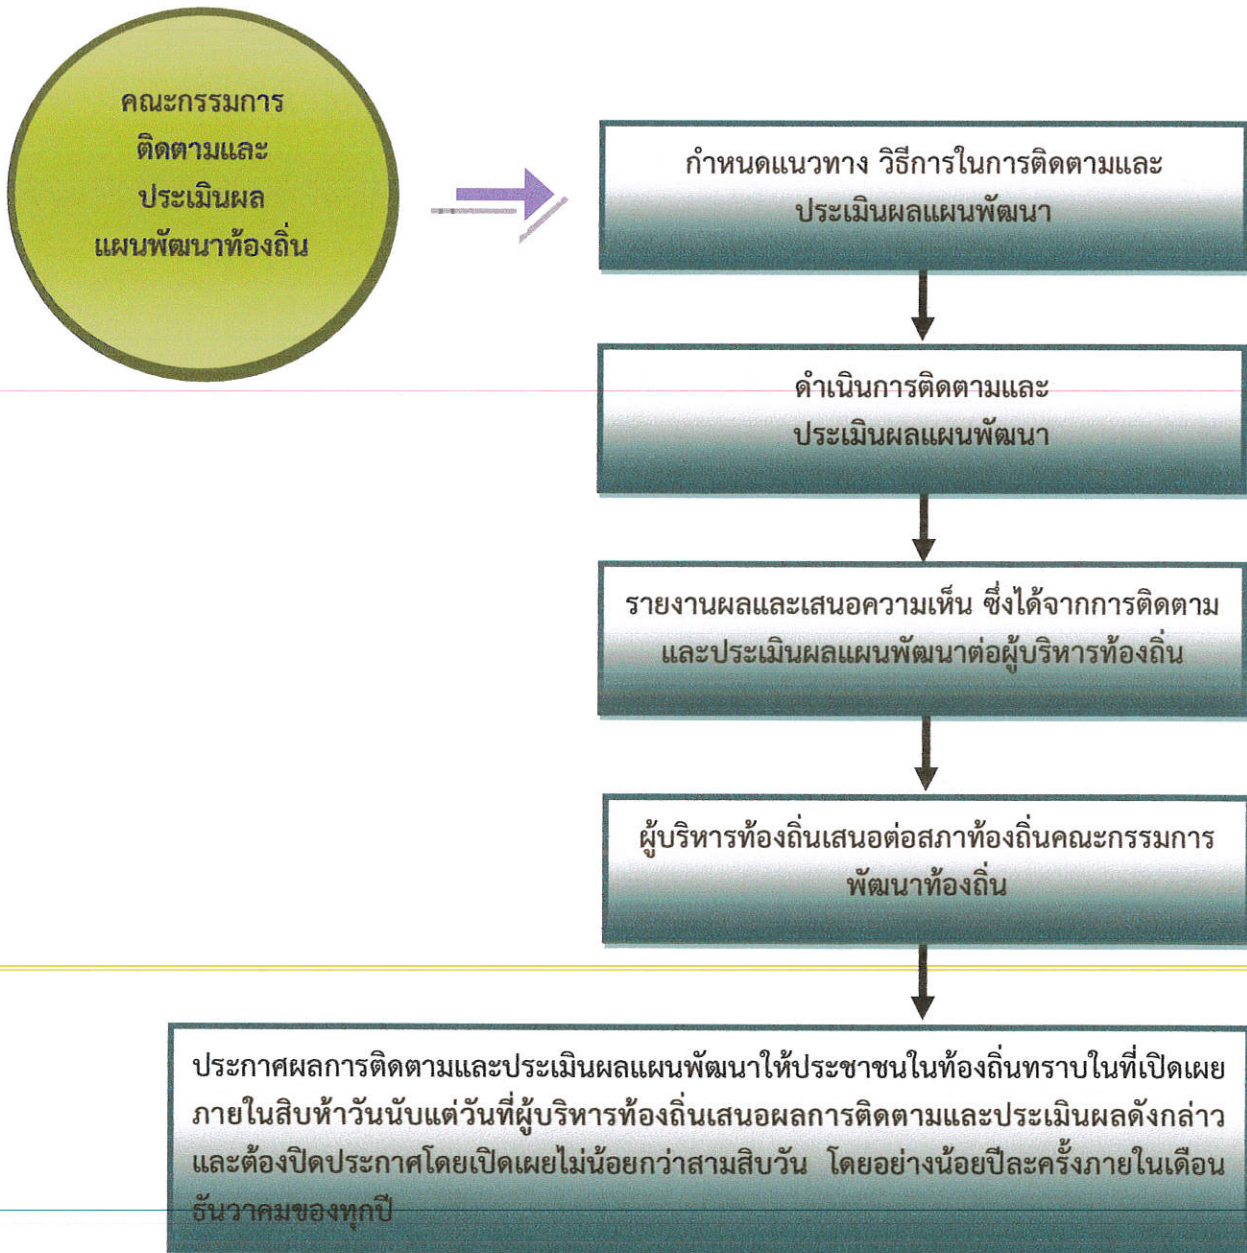 คณะกรรมการ
ติดตามและ
ประเมินผล
แผนพัฒนาท้องถิ่น
กำหนดแนวทาง วิธีการในการติดตามและ
ประเมินผลแผนพัฒนา
ดำเนินการติดตามและ
ประเมินผลแผนพัฒนา
รายงานผลและเสนอความเห็น ซึ่งได้จากการติดตาม
และประเมินผลแผนพัฒนาต่อผู้บริหารท้องถิ่น
ผู้บริหารท้องถิ่นเสนอต่อสภาท้องถิ่นคณะกรรมการ
พัฒนาท้องถิ่น
ประกาศผลการติดตามและประเมินผลแผนพัฒนาให้ประชาชนในท้องถิ่นทราบในที่เปิดเผย
ภายในสิบห้าวันนับแต่วันที่ผู้บริหารท้องถิ่นเสนอผลการติดตามและประเมินผลดังกล่าว
และต้องปิดประกาศโดยเปิดเผยไม่น้อยกว่าสามสิบวัน โดยอย่างน้อยปีละครั้งภายในเดือน
ธันวาคมของทุกปี